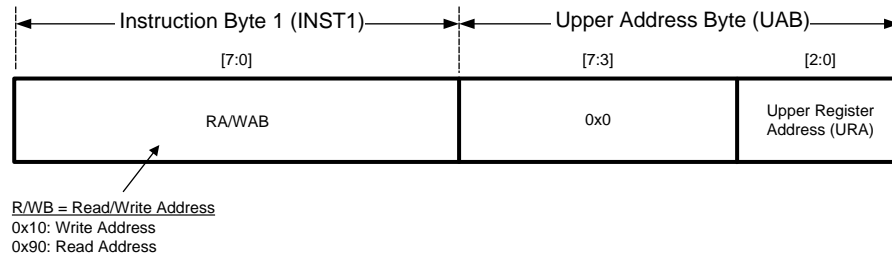 Instruction Byte 1 (INST1)
Upper Address Byte (UAB)
[7:0]
[7:3]
[2:0]
RA/WAB
0x0
Upper Register
Address (URA)
R/WB = Read/Write Address
0x10: Write Address
0x90: Read Address